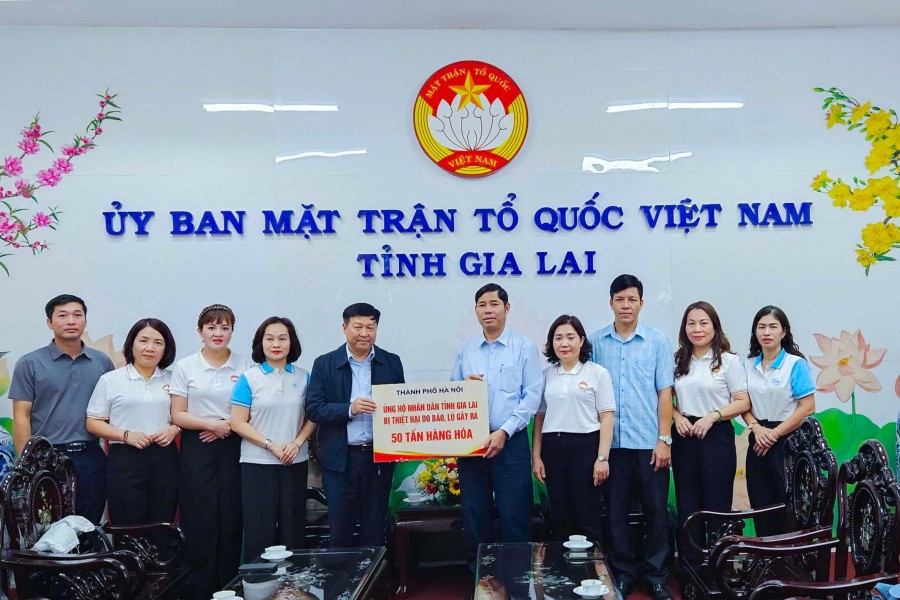 MẶT TRẬN TỔ QUỐC
VIỆT NAM
ỦY BAN MẶT TRẬN TỔ QUỐC VIỆT NAM
TỈNH GIA LAI
THÀNH PHỐ HÀ NỘI
ỦNG HỘ NHÂN DÂN TỈNH GIA LAI
BỊ THIỆT HẠI DO BÃO, LŨ GÂY RA
50 TẤN HÀNG HÓA